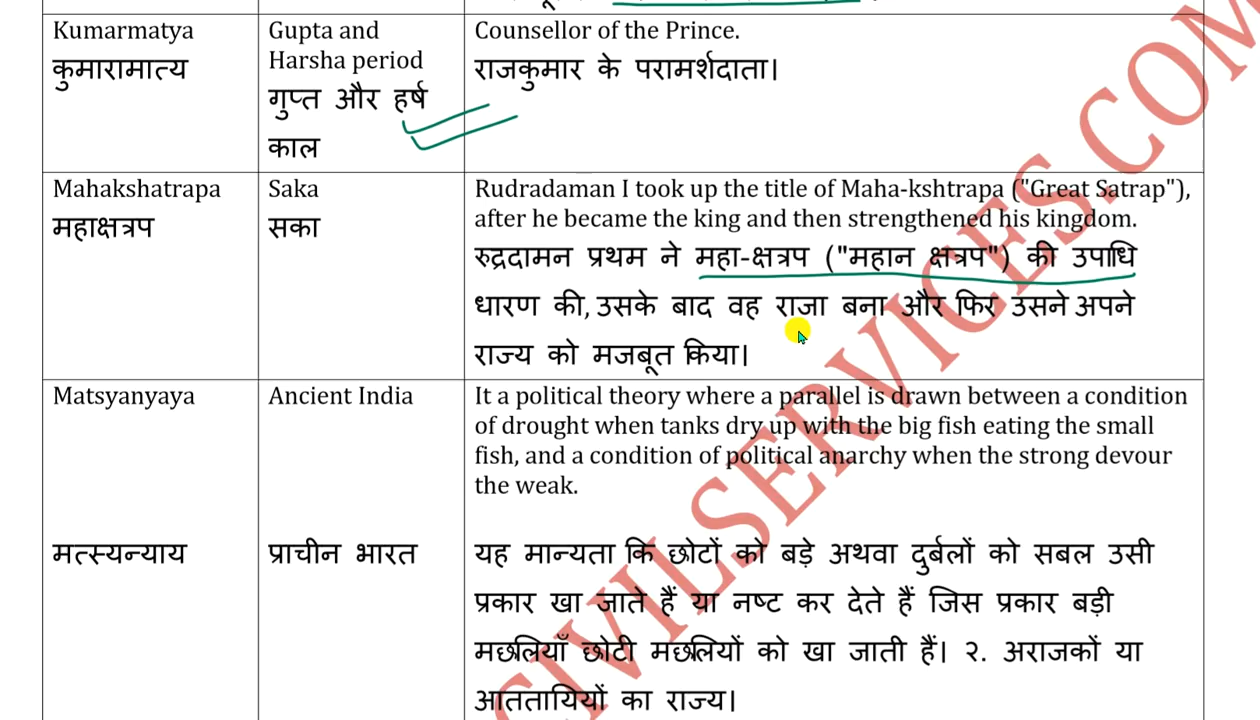 Kumarmatya
कुमारामात्य
Gupta and
Harsha period
गुप्त और हर्ष
काल
Counsellor of the Prince.
राजकुमार के परामर्शदाता।
Mahakshatrapa
महाक्षत्रप
Saka
सका
Rudradaman I took up the title of Maha-kshtrapa ("Great Satrap"),
after he became the king and then strengthened his kingdom.
रुद्रदामन प्रथम ने महा-क्षत्रप ("महान क्षत्रप") की उपाधि
धारण की, उसके बाद वह राजा बना और फिर उसने अपने
राज्य को मजबूत किया।
Matsyanyaya
मत्स्यन्याय
Ancient India
प्राचीन भारत
It a political theory where a parallel is drawn between a condition
of drought when tanks dry up with the big fish eating the small
fish, and a condition of political anarchy when the strong devour
the weak.
यह मान्यता कि छोटों को बड़े अथवा दुर्बलों को सबल उसी
प्रकार खा जाते हैं या नष्ट कर देते हैं जिस प्रकार बड़ी
मछलियाँ छोटी मछलियों को खा जाती हैं। २. अराजकों या
आततायियों का राज्य।
CIVILSERVICES.COM